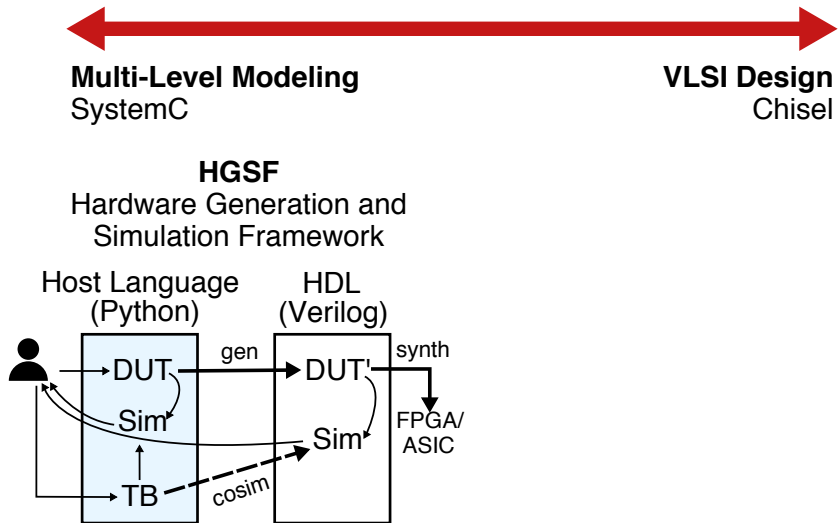 Multi-Level Modeling
SystemC
VLSI Design
Chisel
HGSF
Hardware Generation and
Simulation Framework
Host Language
(Python)
HDL
(Verilog)
DUT
gen
DUT'
synth
Sim
Sim
FPGA/
ASIC
TB
cosim